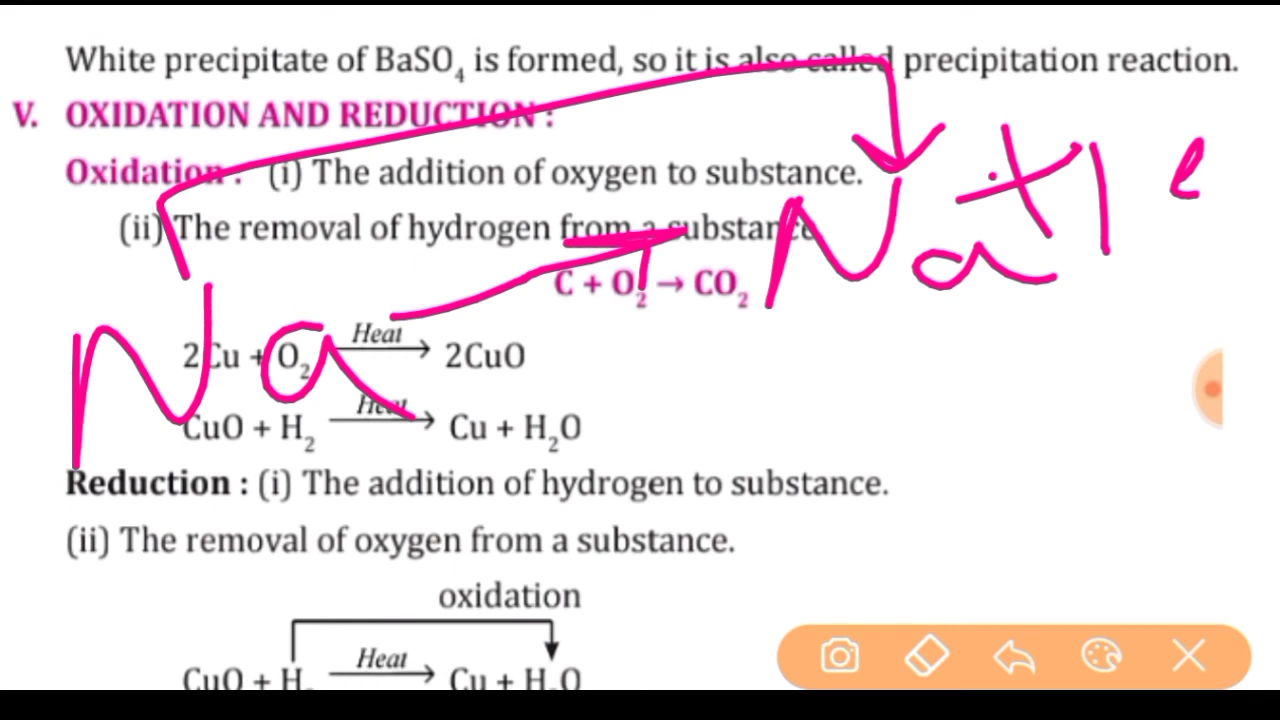 White precipitate of BaSO₄ is formed, so it is also called precipitation reaction.
V. OXIDATION AND REDUCTION :
Oxidation : (i) The addition of oxygen to substance.
(ii) The removal of hydrogen from a substance
C + O₂ → CO₂
Na → Na + 1e
2Cu + O₂ Heat → 2CuO
CuO + H₂ Heat → Cu + H₂O
Reduction : (i) The addition of hydrogen to substance.
(ii) The removal of oxygen from a substance.
oxidation
CuO + H₂ Heat → Cu + H₂O